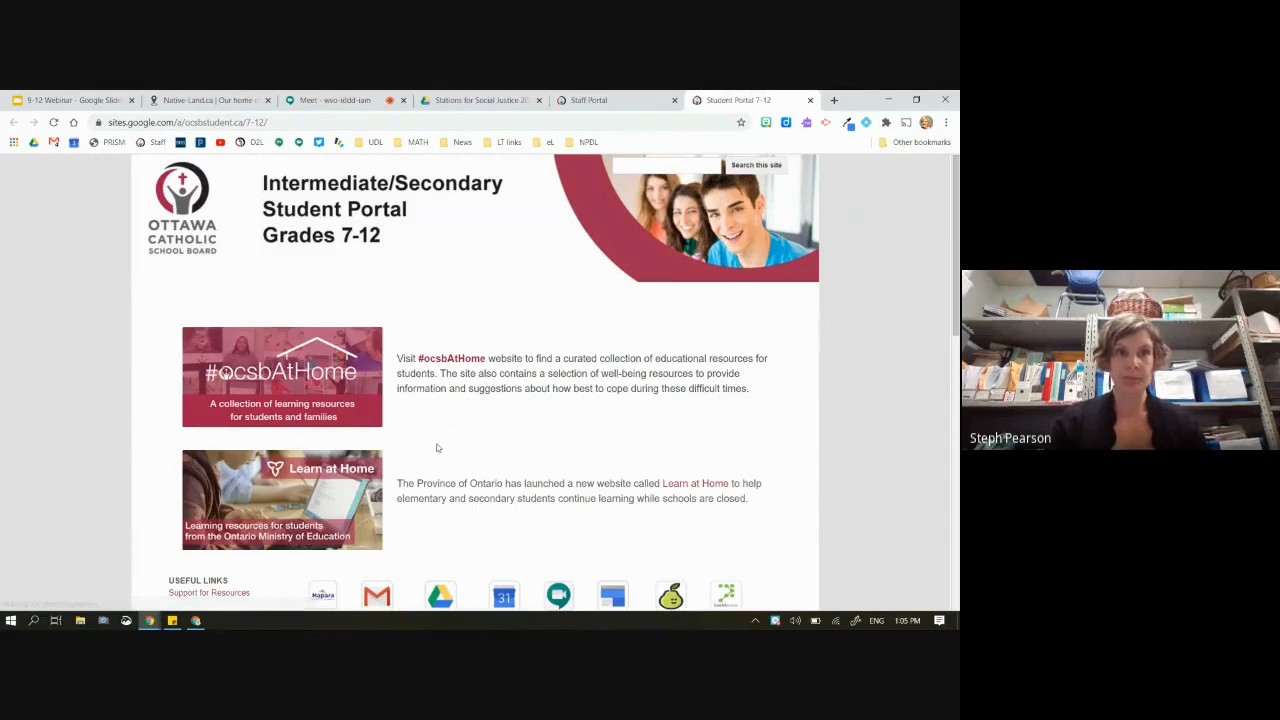 9-12 Webinar - Google Slide
Native-Land.ca | Our home o
Meet - wvo-iddd-iam
Stations for Social Justice 20
Staff Portal
Student Portal 7-12
sites.google.com/a/ocsbstudent.ca/7-12/
PRISM
Staff
D2L
UDL
MATH
News
LT links
eL
NPDL
Other bookmarks
Search this site
Intermediate/Secondary
Student Portal
Grades 7-12
OTTAWA
CATHOLIC
SCHOOL BOARD
#ocsbAtHome
A collection of learning resources
for students and families
Visit #ocsbAtHome website to find a curated collection of educational resources for
students. The site also contains a selection of well-being resources to provide
information and suggestions about how best to cope during these difficult times.
Learn at Home
Learning resources for students
from the Ontario Ministry of Education
The Province of Ontario has launched a new website called Learn at Home to help
elementary and secondary students continue learning while schools are closed.
USEFUL LINKS
Support for Resources
Hapara
31
Steph Pearson
ENG
1:05 PM